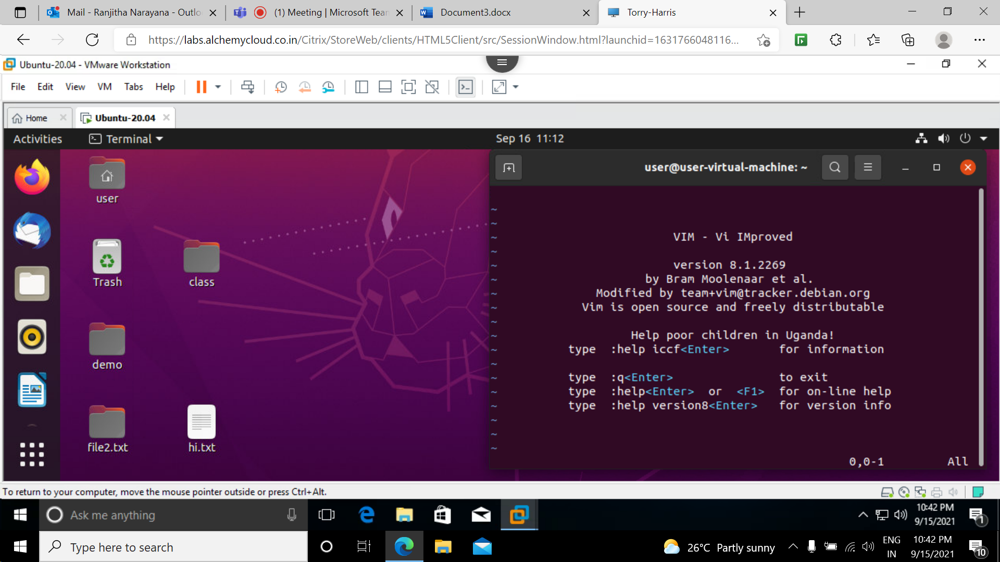 Mail - Ranjitha Narayana - Outlo
(1) Meeting | Microsoft Tean
Document3.docx
Torry-Harris
https://labs.alchemycloud.co.in/Citrix/StoreWeb/clients/HTML5Client/src/SessionWindow.html?launchid=1631766048116...
Ubuntu-20.04 - VMware Workstation
File Edit View VM Tabs Help
Home
Ubuntu-20.04
Activities
Terminal
Sep 16 11:12
user@user-virtual-machine: ~
user
Trash
class
demo
file2.txt
hi.txt
~
~
~ VIM - Vi IMproved
~
~ version 8.1.2269
~ by Bram Moolenaar et al.
~ Modified by team+vim@tracker.debian.org
~ Vim is open source and freely distributable
~
~ Help poor children in Uganda!
~ type :help iccf<Enter> for information
~
~ type :q<Enter> to exit
~ type :help<Enter> or <F1> for on-line help
~ type :help version8<Enter> for version info
~
~
~
0,0-1 All
To return to your computer, move the mouse pointer outside or press Ctrl+Alt.
Ask me anything
10:42 PM
9/15/2021
1
Type here to search
26°C Partly sunny
ENG
IN
10:42 PM
9/15/2021
10